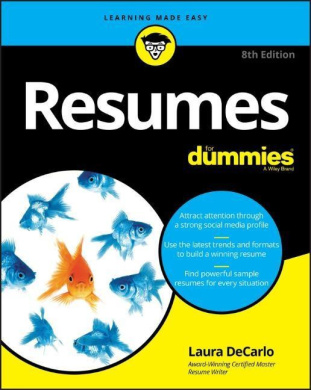 LEARNING MADE EASY
8th Edition
Resumes
for
dummies
A Wiley Brand
Attract attention through
a strong social media profile
Use the latest trends and formats
to build a winning resume
Find powerful sample
resumes for every situation
Laura DeCarlo
Award-Winning Certified Master
Resume Writer